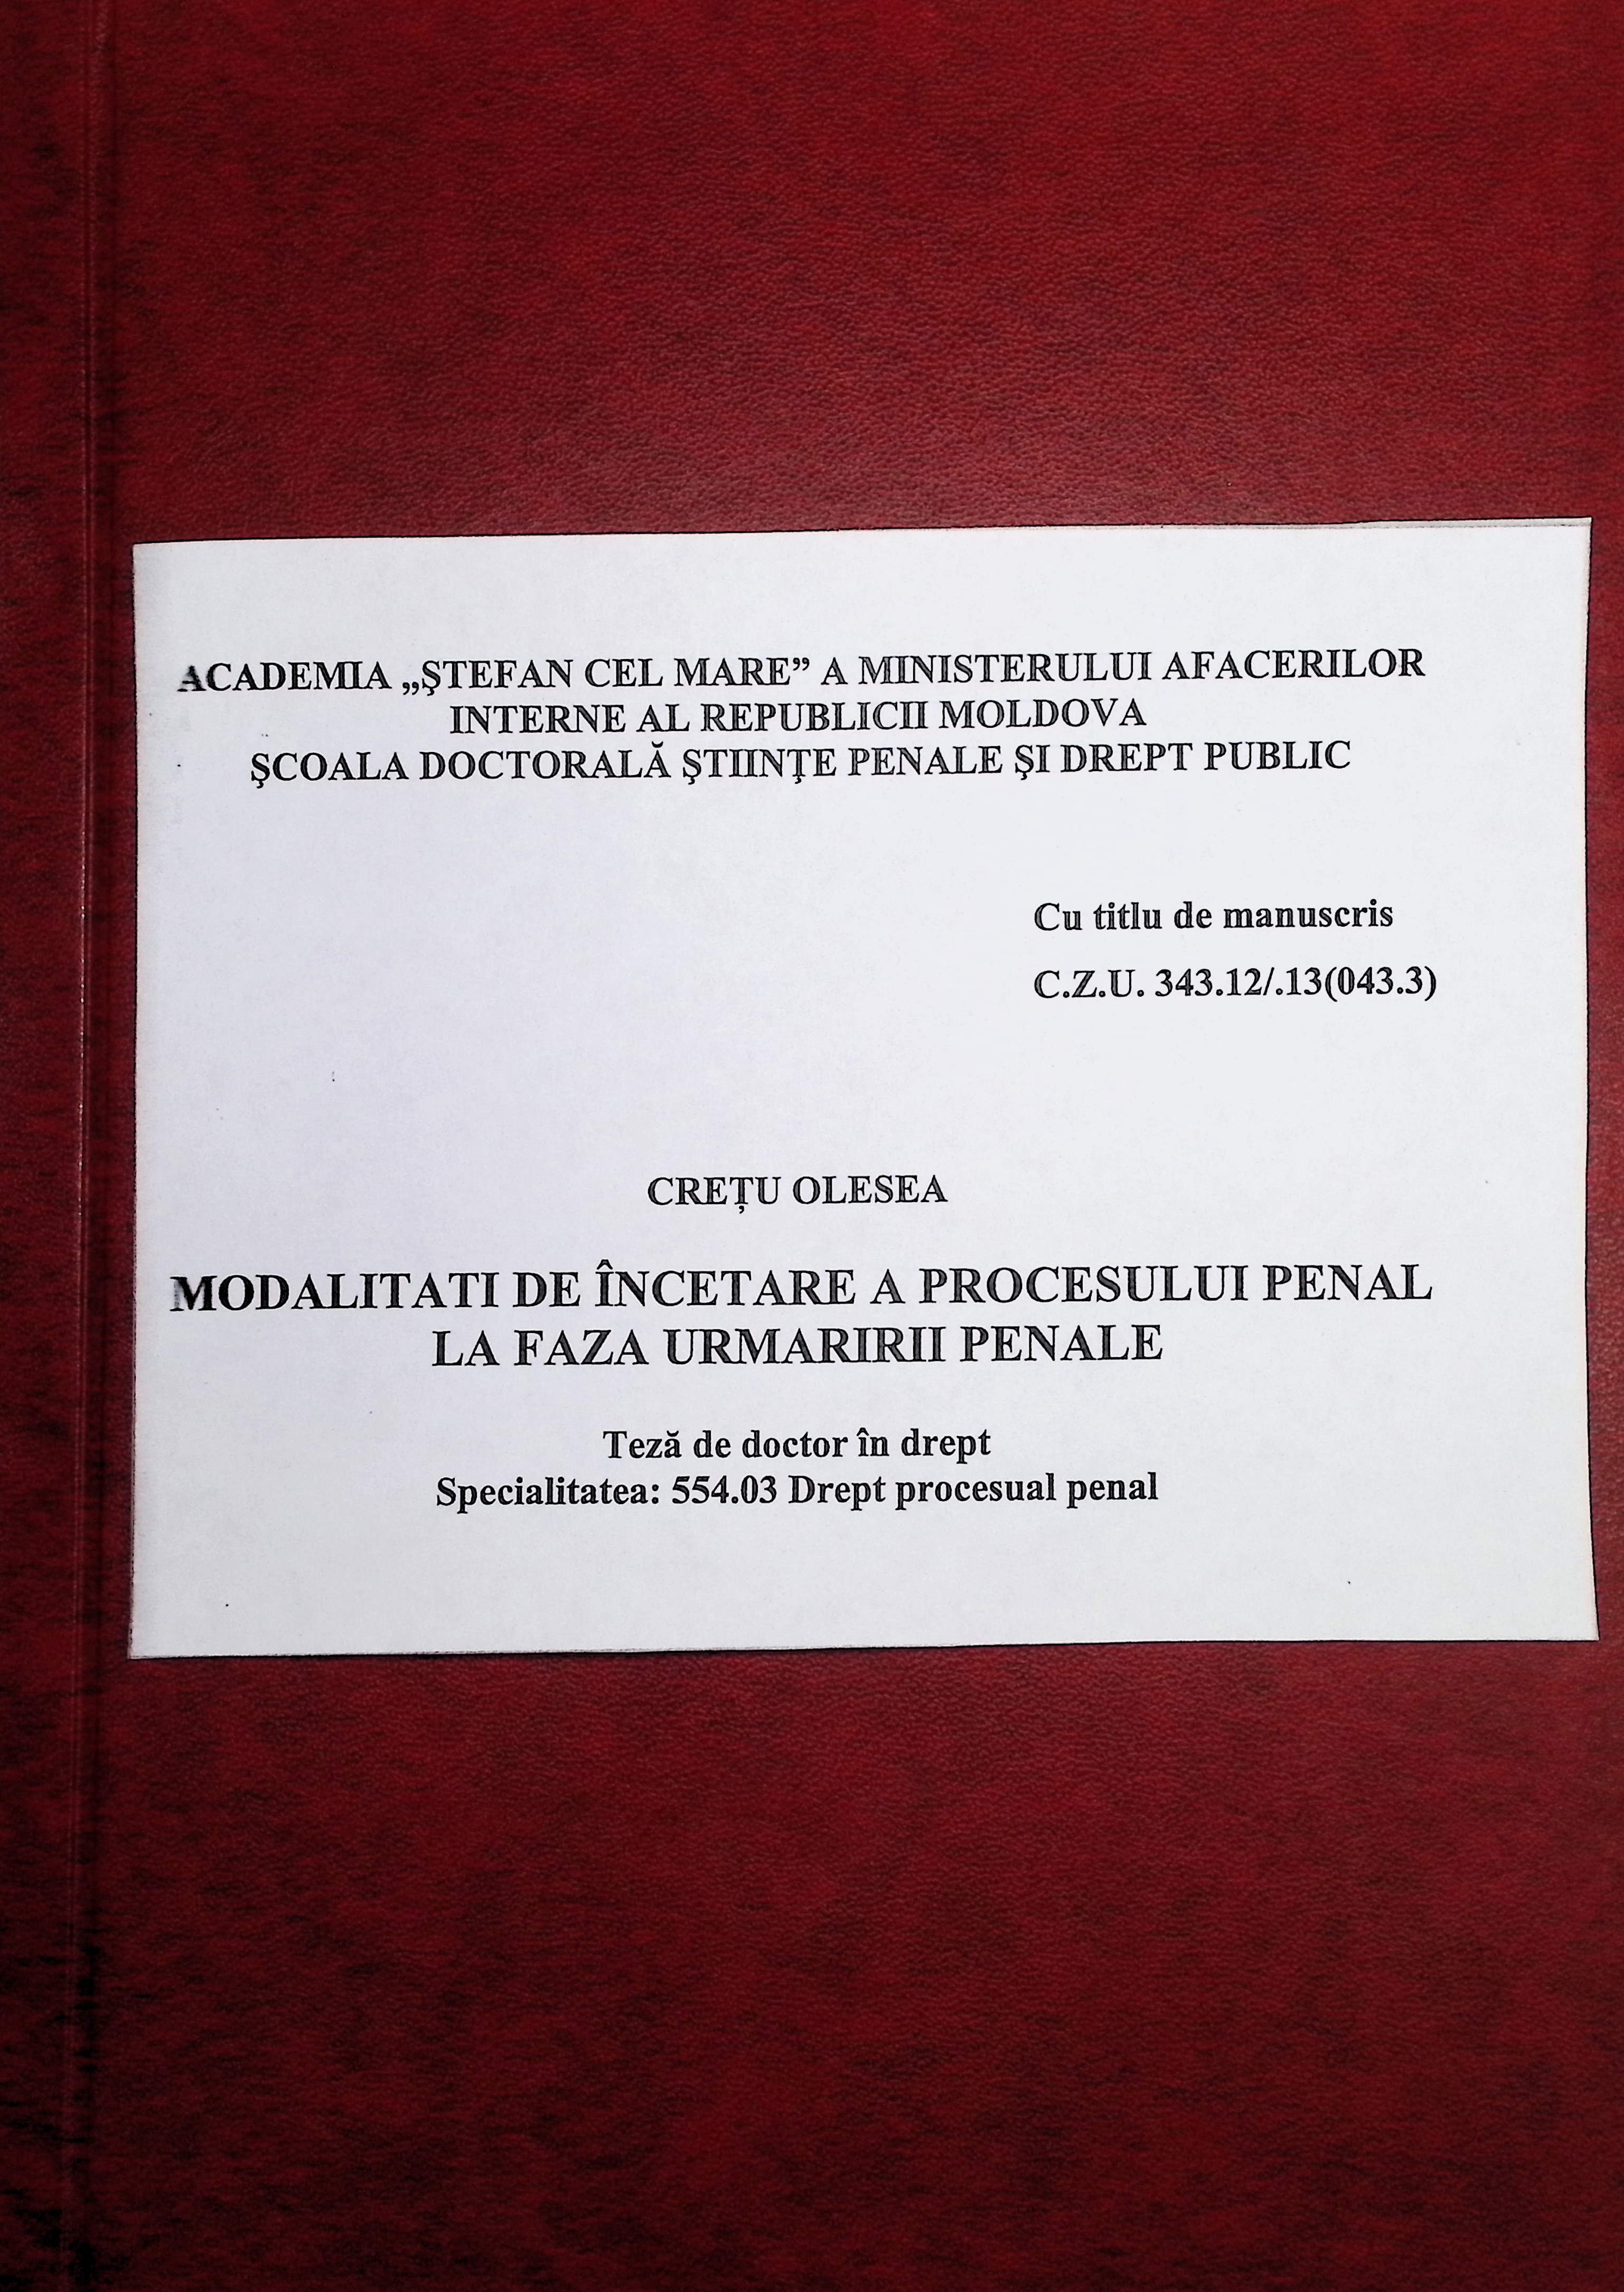 ACADEMIA „ŞTEFAN CEL MARE” A MINISTERULUI AFACERILOR
INTERNE AL REPUBLICII MOLDOVA
ŞCOALA DOCTORALĂ ŞTIINŢE PENALE ŞI DREPT PUBLIC
Cu titlu de manuscris
C.Z.U. 343.12/.13(043.3)
CREȚU OLESEA
MODALITATI DE ÎNCETARE A PROCESULUI PENAL
LA FAZA URMARIRII PENALE
Teză de doctor în drept
Specialitatea: 554.03 Drept procesual penal